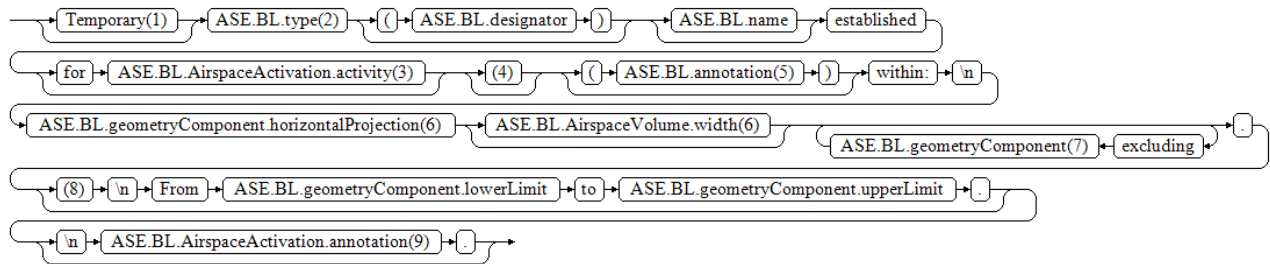 Temporary(1) ASE.BL.type(2) ( ASE.BL.designator ) ASE.BL.name established
for ASE.BL.AirspaceActivation.activity(3) (4) ( ASE.BL.annotation(5) ) within: \n
ASE.BL.geometryComponent.horizontalProjection(6) ASE.BL.AirspaceVolume.width(6) ASE.BL.geometryComponent(7) excluding .
(8) \n From ASE.BL.geometryComponent.lowerLimit to ASE.BL.geometryComponent.upperLimit .
\n ASE.BL.AirspaceActivation.annotation(9) .